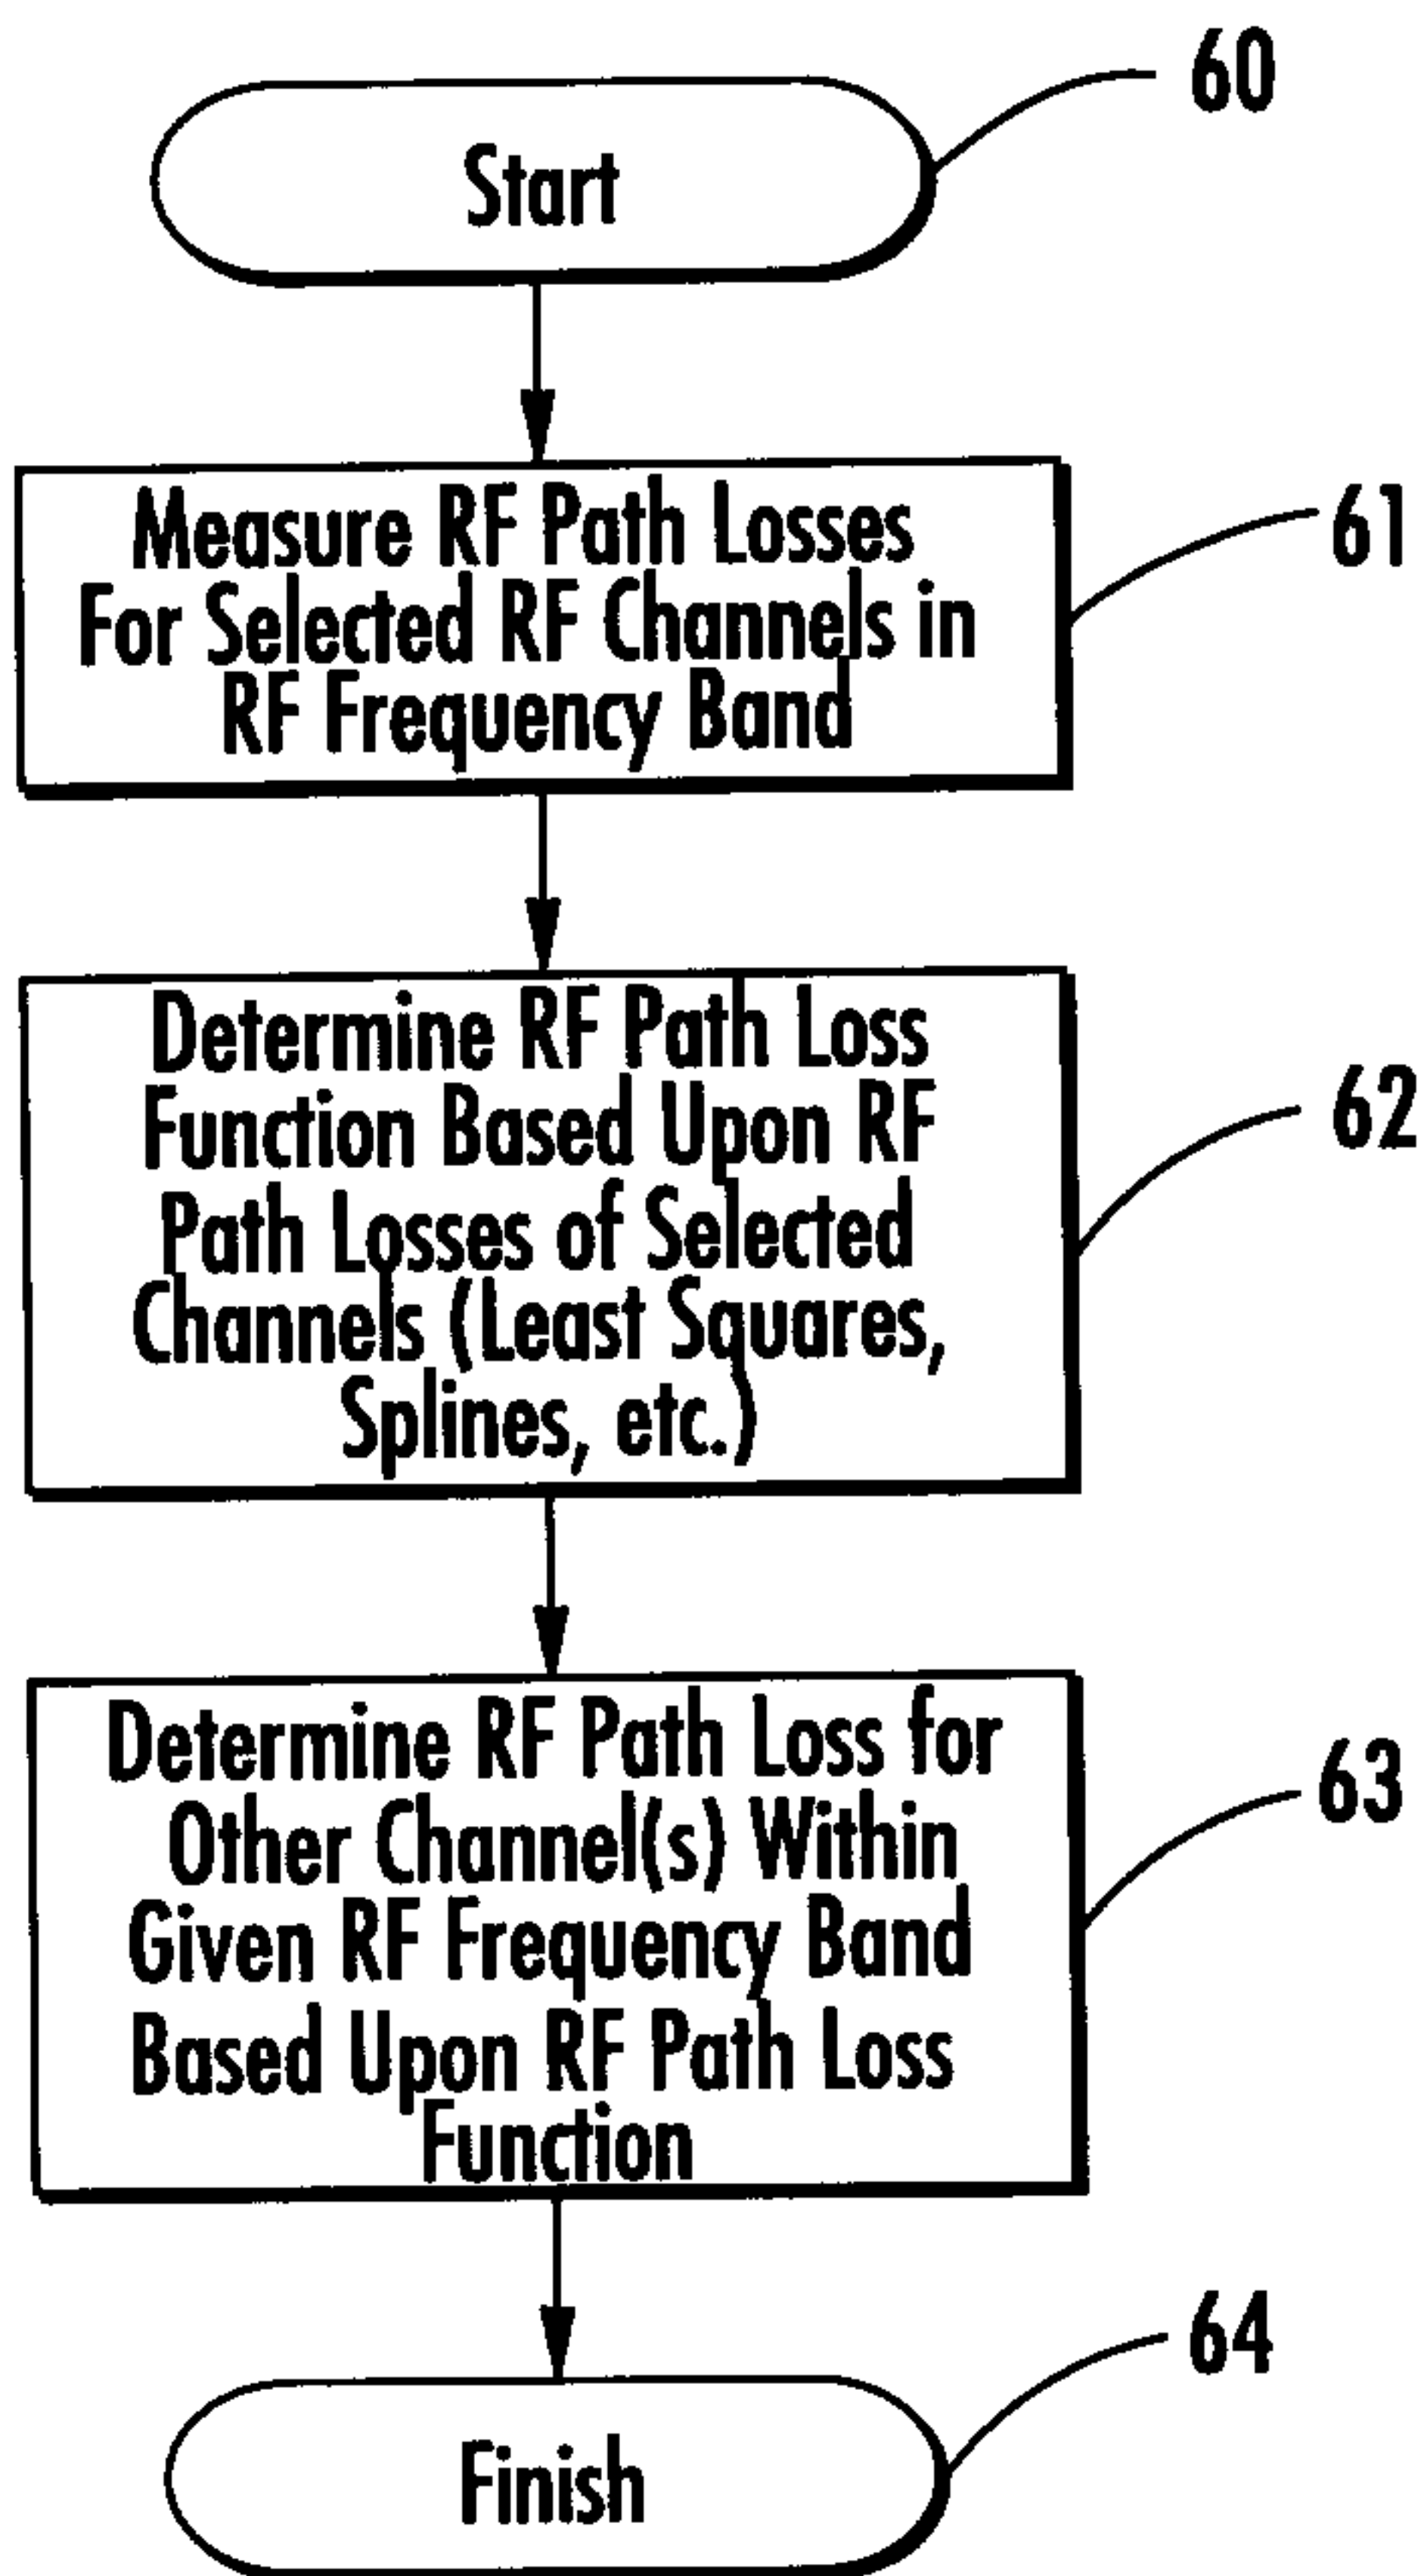 60
Start
Measure RF Path Losses
For Selected RF Channels in
RF Frequency Band
61
Determine RF Path Loss
Function Based Upon RF
Path Losses of Selected
Channels (Least Squares,
Splines, etc.)
62
Determine RF Path Loss for
Other Channel(s) Within
Given RF Frequency Band
Based Upon RF Path Loss
Function
63
64
Finish